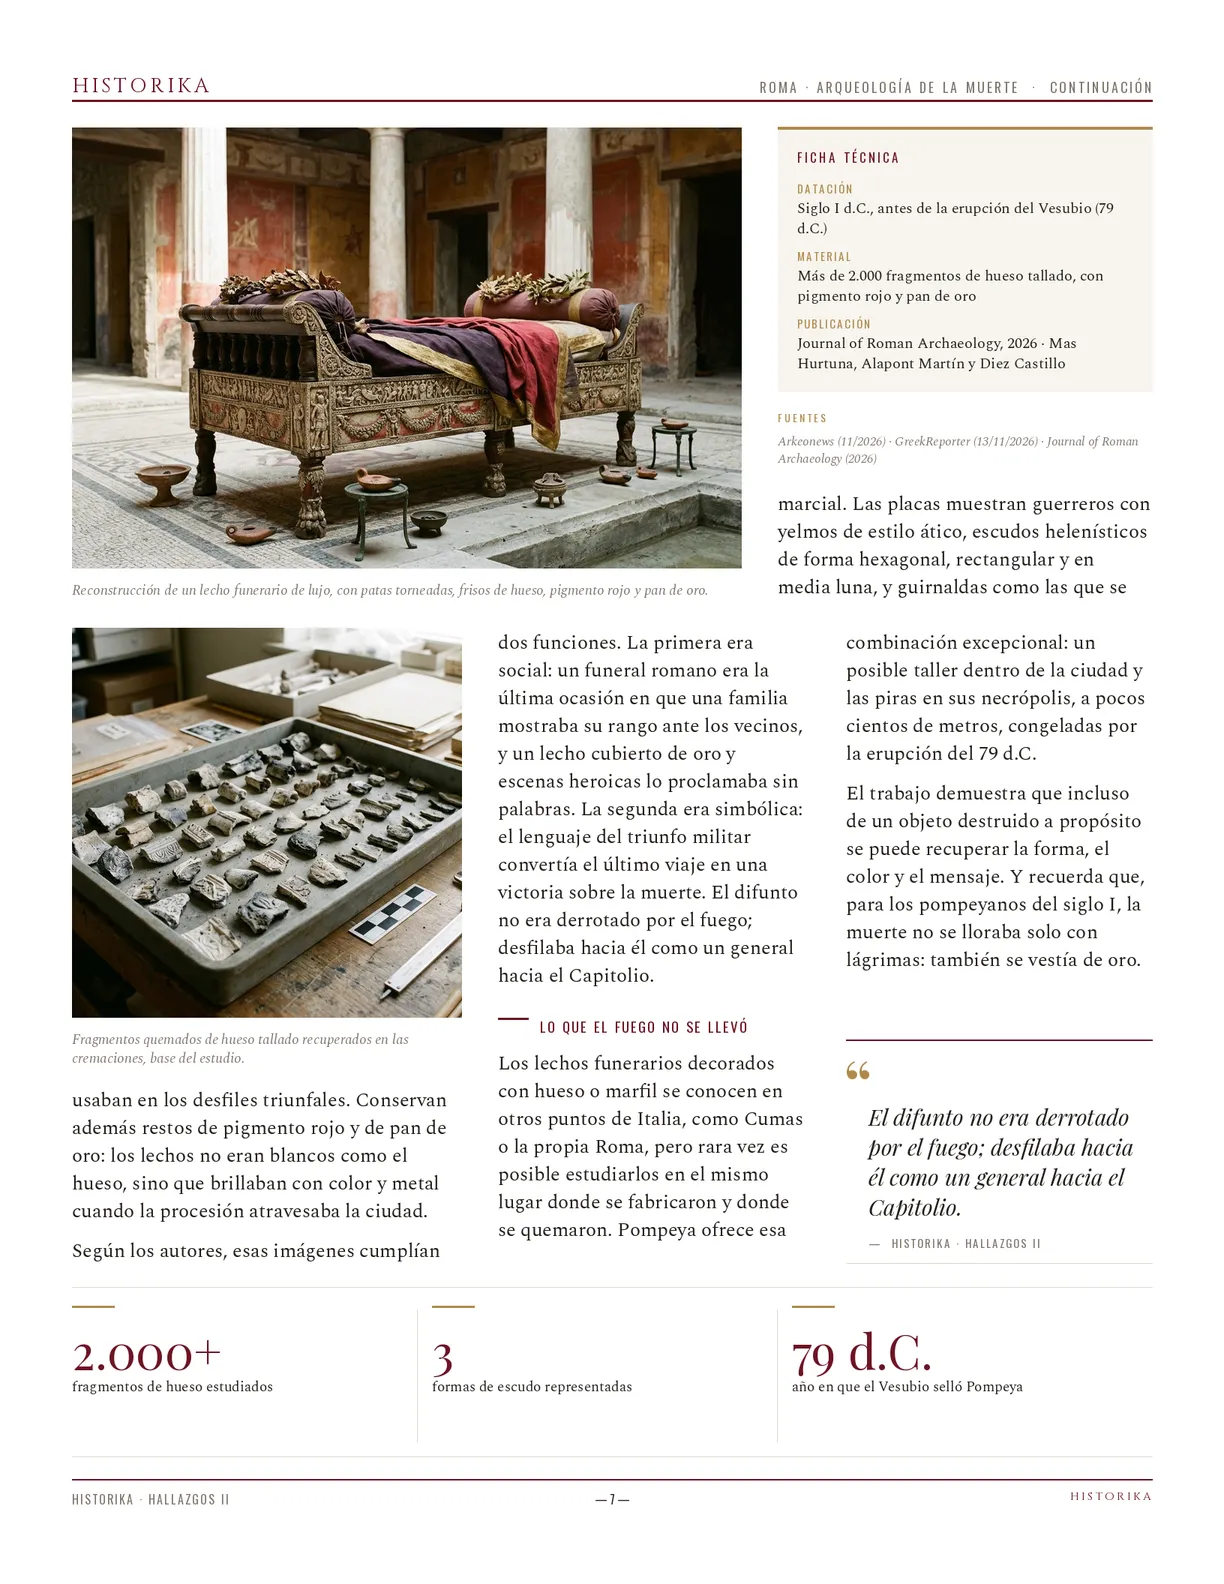 HISTORIKA
ROMA · ARQUEOLOGÍA DE LA MUERTE · CONTINUACIÓN
Reconstrucción de un lecho funerario de lujo, con patas torneadas, frisos de hueso, pigmento rojo y pan de oro.
FICHA TÉCNICA
DATACIÓN
Siglo I d.C., antes de la erupción del Vesubio (79
d.C.)
MATERIAL
Más de 2.000 fragmentos de hueso tallado, con
pigmento rojo y pan de oro
PUBLICACIÓN
Journal of Roman Archaeology, 2026 · Mas
Hurtuna, Alapont Martín y Diez Castillo
FUENTES
Arkeonews (11/2026) · GreekReporter (13/11/2026) · Journal of Roman
Archaeology (2026)
marcial. Las placas muestran guerreros con
yelmos de estilo ático, escudos helenísticos
de forma hexagonal, rectangular y en
media luna, y guirnaldas como las que se
Fragmentos quemados de hueso tallado recuperados en las
cremaciones, base del estudio.
usaban en los desfiles triunfales. Conservan
además restos de pigmento rojo y de pan de
oro: los lechos no eran blancos como el
hueso, sino que brillaban con color y metal
cuando la procesión atravesaba la ciudad.
Según los autores, esas imágenes cumplían
dos funciones. La primera era
social: un funeral romano era la
última ocasión en que una familia
mostraba su rango ante los vecinos,
y un lecho cubierto de oro y
escenas heroicas lo proclamaba sin
palabras. La segunda era simbólica:
el lenguaje del triunfo militar
convertía el último viaje en una
victoria sobre la muerte. El difunto
no era derrotado por el fuego;
desfilaba hacia él como un general
hacia el Capitolio.
LO QUE EL FUEGO NO SE LLEVÓ
Los lechos funerarios decorados
con hueso o marfil se conocen en
otros puntos de Italia, como Cumas
o la propia Roma, pero rara vez es
posible estudiarlos en el mismo
lugar donde se fabricaron y donde
se quemaron. Pompeya ofrece esa
combinación excepcional: un
posible taller dentro de la ciudad y
las piras en sus necrópolis, a pocos
cientos de metros, congeladas por
la erupción del 79 d.C.
El trabajo demuestra que incluso
de un objeto destruido a propósito
se puede recuperar la forma, el
color y el mensaje. Y recuerda que,
para los pompeyanos del siglo I, la
muerte no se lloraba solo con
lágrimas: también se vestía de oro.
“
El difunto no era derrotado
por el fuego; desfilaba hacia
él como un general hacia el
Capitolio.
— HISTORIKA · HALLAZGOS II
2.000+
fragmentos de hueso estudiados
3
formas de escudo representadas
79 d.C.
año en que el Vesubio selló Pompeya
HISTORIKA · HALLAZGOS II
— 7 —
HISTORIKA